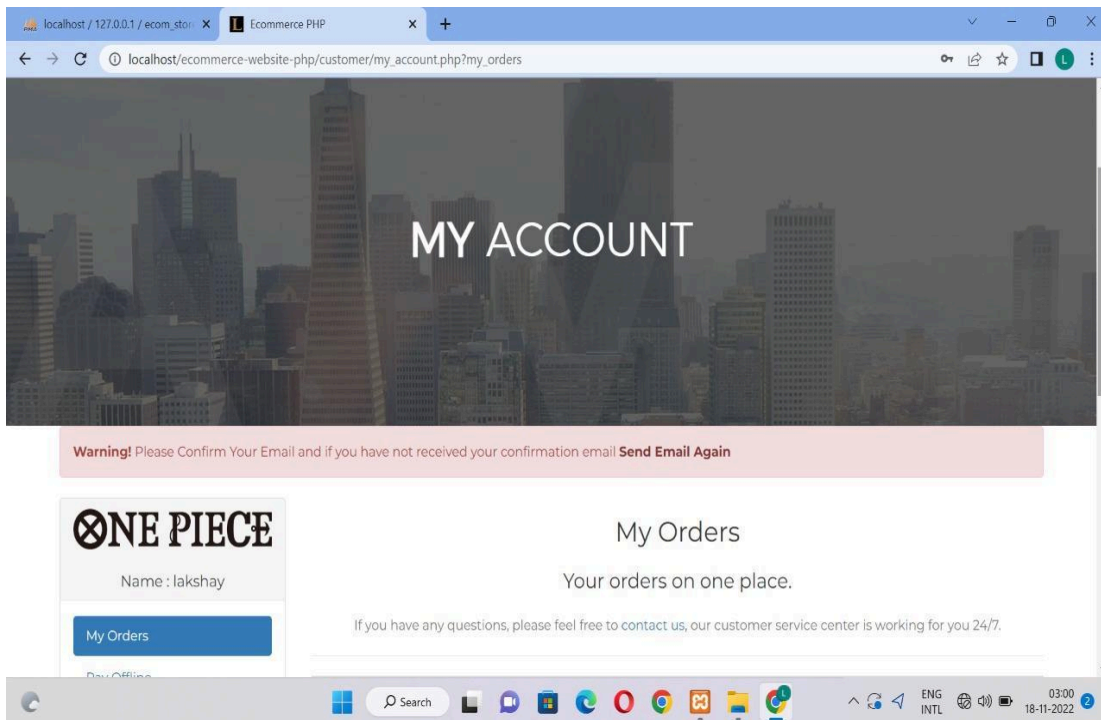 localhost / 127.0.0.1 / ecom_stor
Ecommerce PHP
localhost/ecommerce-website-php/customer/my_account.php?my_orders
L
MY ACCOUNT
Warning! Please Confirm Your Email and if you have not received your confirmation email Send Email Again
ONE PIECE
Name : lakshay
My Orders
Pay Offline
My Orders
Your orders on one place.
If you have any questions, please feel free to contact us, our customer service center is working for you 24/7.
Search
ENG
INTL
03:00
18-11-2022
2